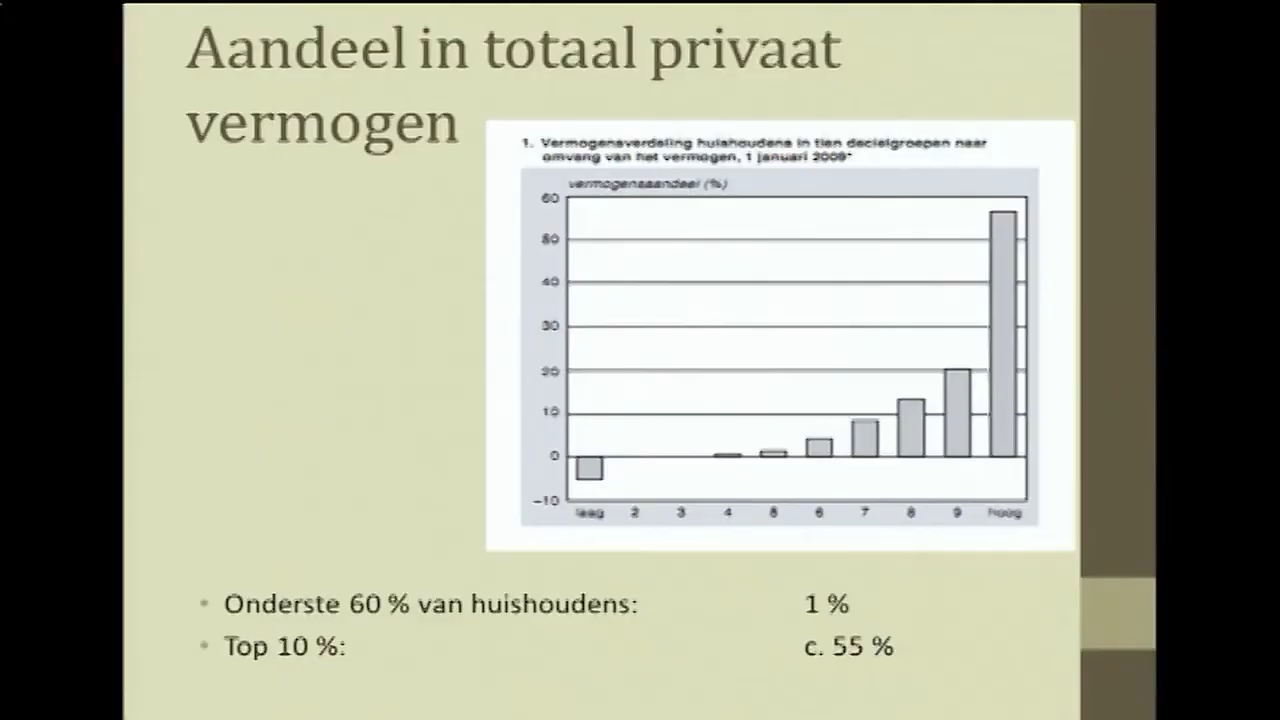 Aandeel in totaal privaat
vermogen
1. Vermogensverdeling huishoudens in tien decielgroepen naar
omvang van het vermogen, 1 januari 2009*
vermogensaandeel (%)
60
50
40
30
20
10
0
-10
laag 2 3 4 5 6 7 8 9 hoog
• Onderste 60 % van huishoudens: 1 %
• Top 10 %: c. 55 %